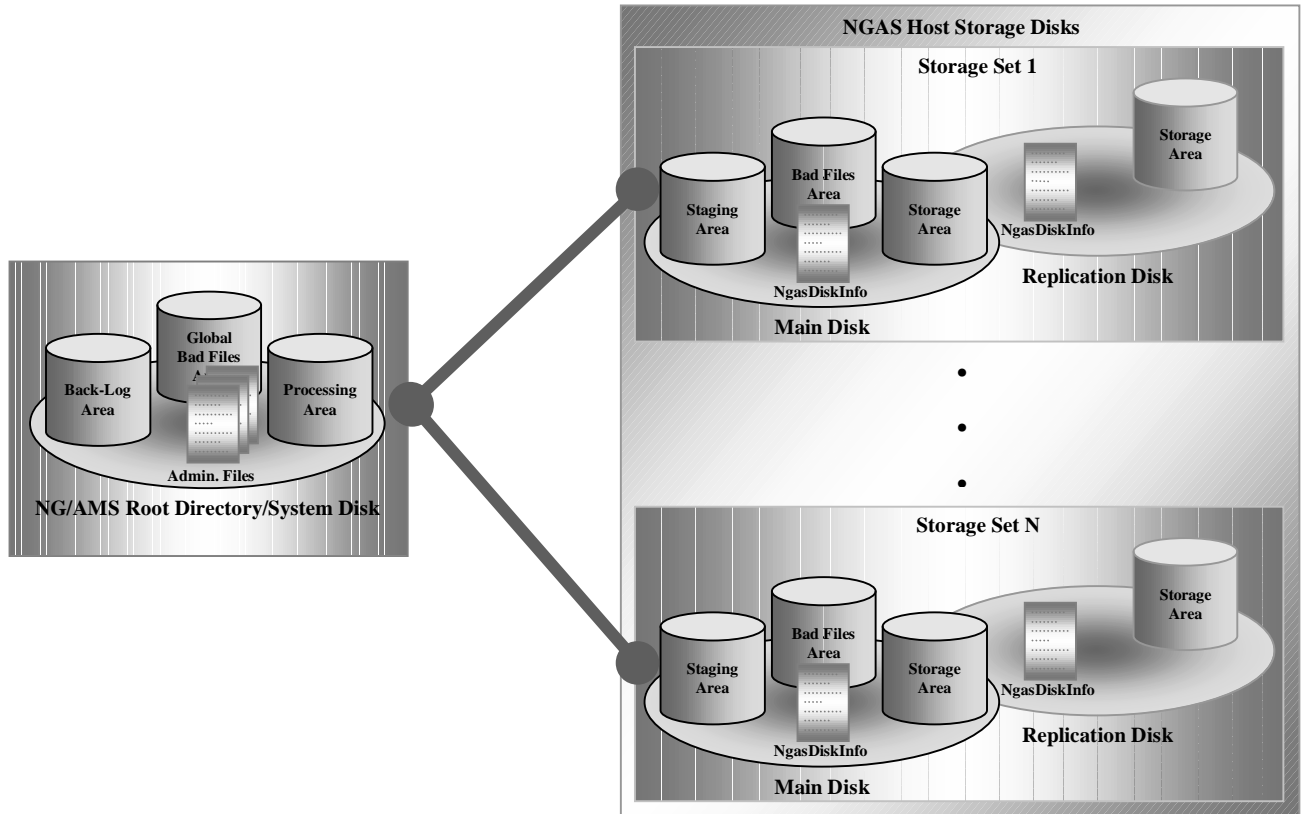 NGAS Host Storage Disks
Storage Set 1
Staging
Area
Bad Files
Area
Storage
Area
NgasDiskInfo
Main Disk
Storage
Area
NgasDiskInfo
Replication Disk
Back-Log
Area
Global
Bad Files
Processing
Area
Admin. Files
NG/AMS Root Directory/System Disk
Storage Set N
Staging
Area
Bad Files
Area
Storage
Area
NgasDiskInfo
Main Disk
Storage
Area
NgasDiskInfo
Replication Disk